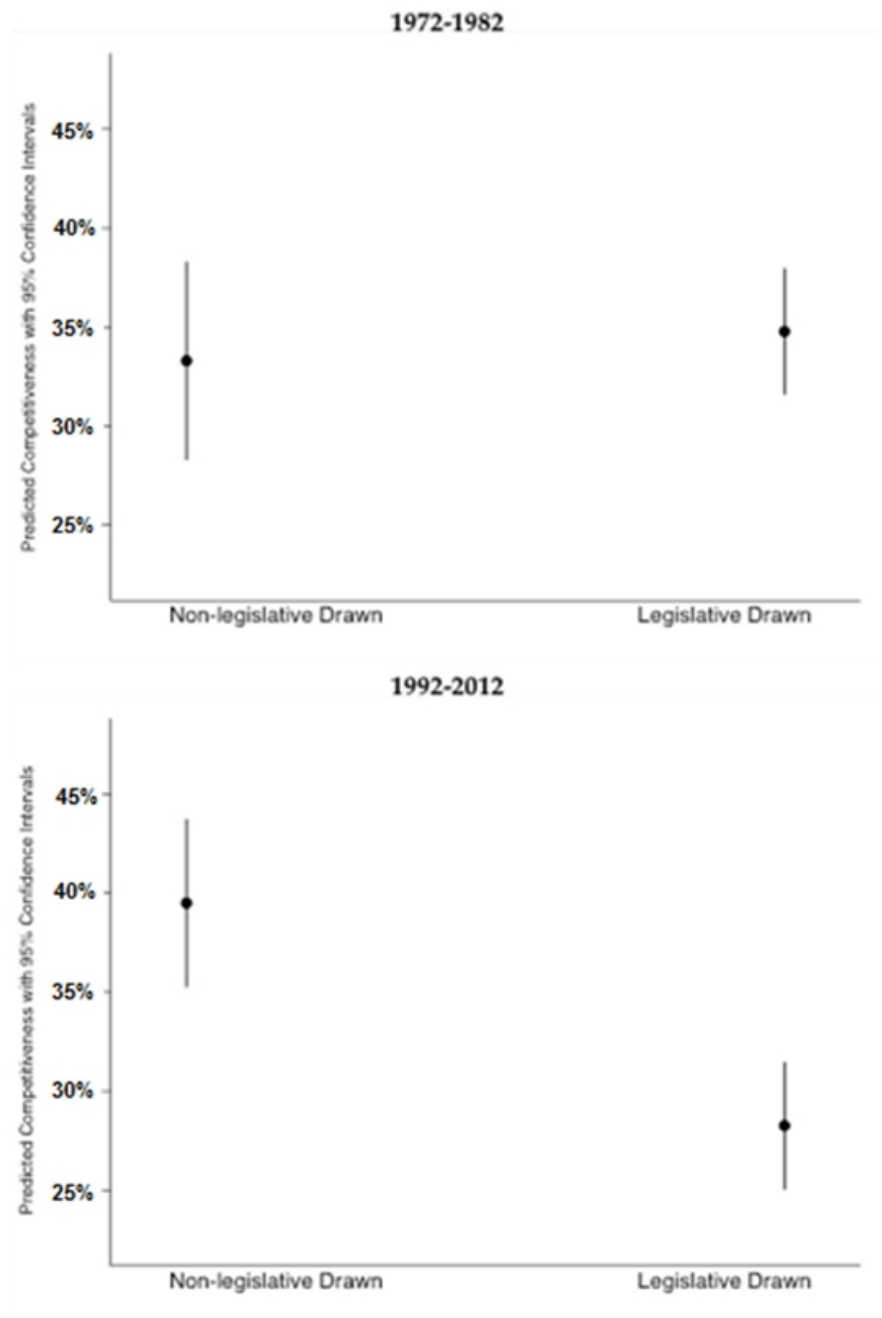 1972-1982
Predicted Competitiveness with 95% Confidence Intervals
45%
40%
35%
30%
25%
Non-legislative Drawn
Legislative Drawn
1992-2012
Predicted Competitiveness with 95% Confidence Intervals
45%
40%
35%
30%
25%
Non-legislative Drawn
Legislative Drawn